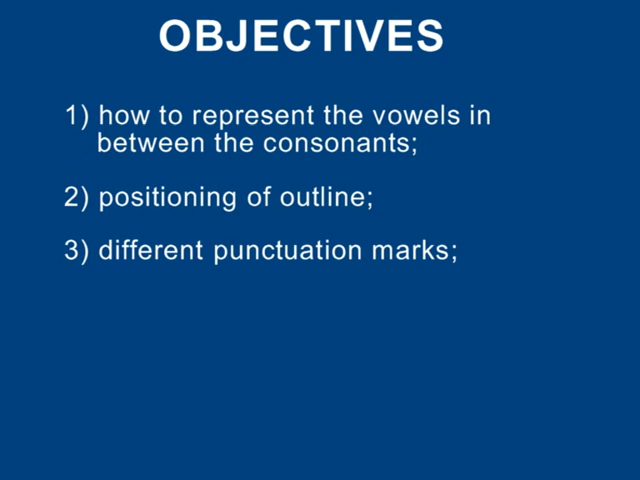 OBJECTIVES
1) how to represent the vowels in
between the consonants;
2) positioning of outline;
3) different punctuation marks;